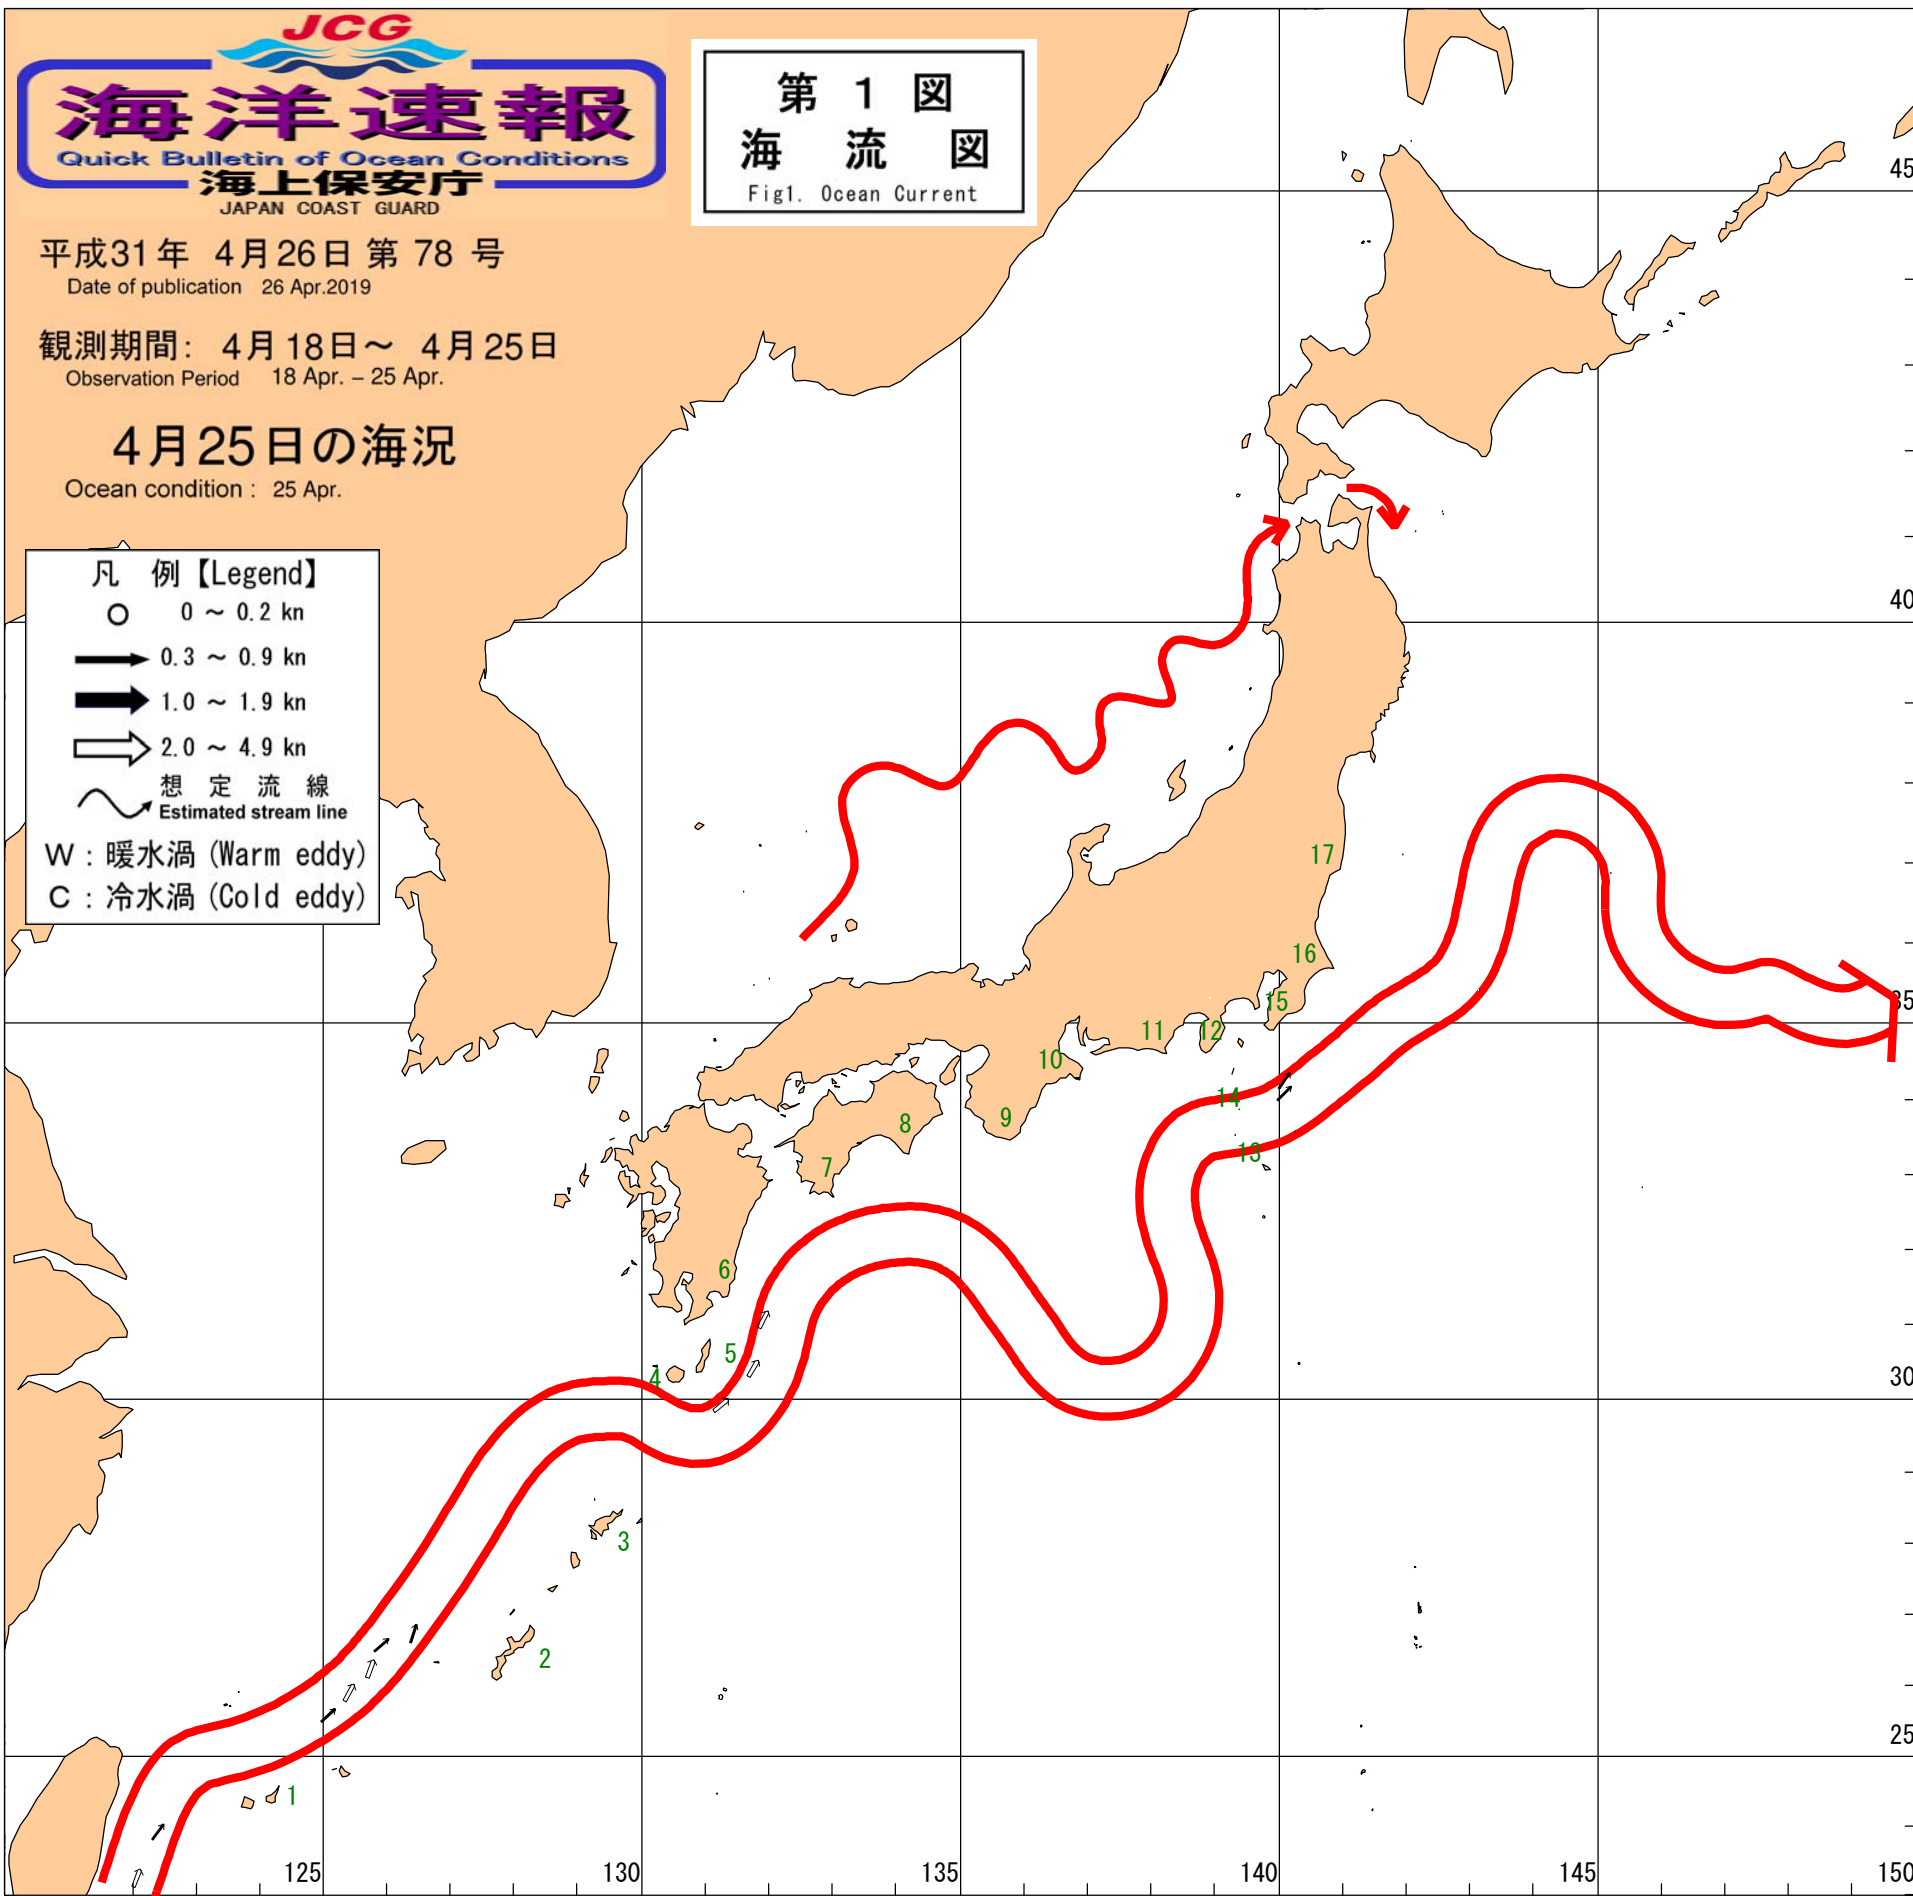 JCG
海洋速報
Quick Bulletin of Ocean Conditions
海上保安庁
JAPAN COAST GUARD
第 1 図
海 流 図
Fig1. Ocean Current
平成31年 4月26日 第 78 号
Date of publication 26 Apr.2019
観測期間: 4月18日～ 4月25日
Observation Period 18 Apr. – 25 Apr.
4月25日の海況
Ocean condition : 25 Apr.
凡 例【Legend】
0 ～ 0.2 kn
0.3 ～ 0.9 kn
1.0 ～ 1.9 kn
2.0 ～ 4.9 kn
想 定 流 線
Estimated stream line
W : 暖水渦 (Warm eddy)
C : 冷水渦 (Cold eddy)
45
40
35
30
25
125
130
135
140
145
150
17
16
15
12
11
10
14
13
9
8
7
6
5
4
3
2
1